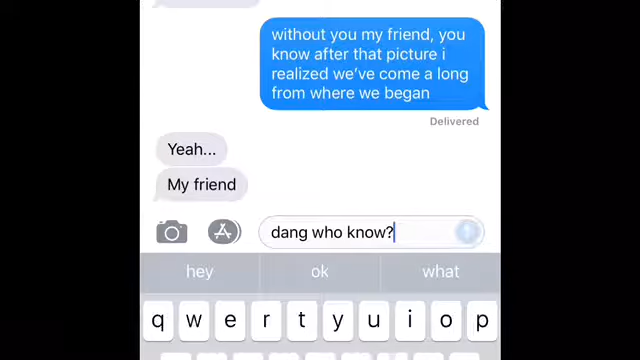 without you my friend, you
know after that picture i
realized we've come a long
from where we began
Delivered
Yeah...
My friend
dang who know?
hey ok what
q w e r t y u i o p